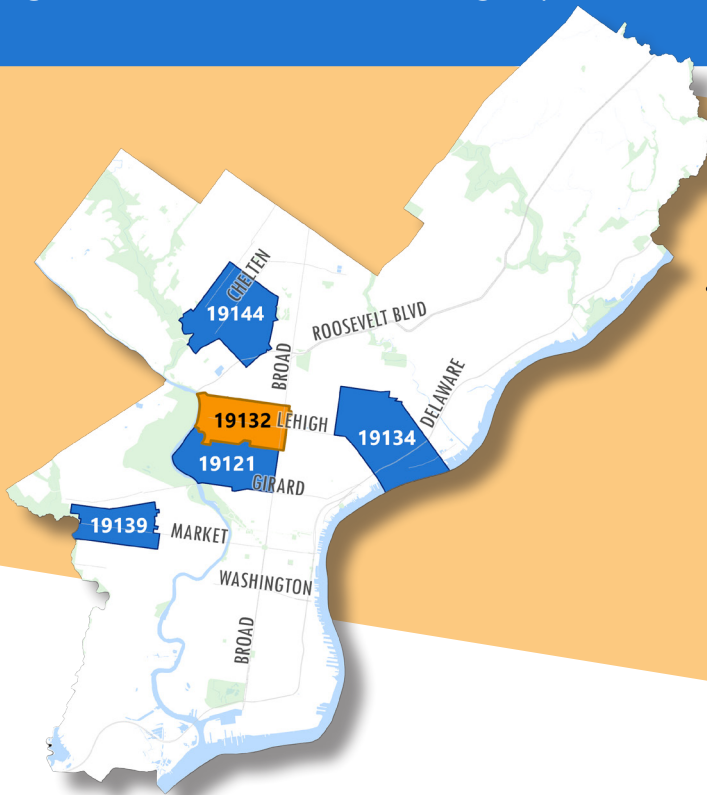 CHELTEN
19144
ROOSEVELT BLVD
BROAD
DELAWARE
19132
LEHIGH
19134
19121
GIRARD
19139
MARKET
WASHINGTON
BROAD